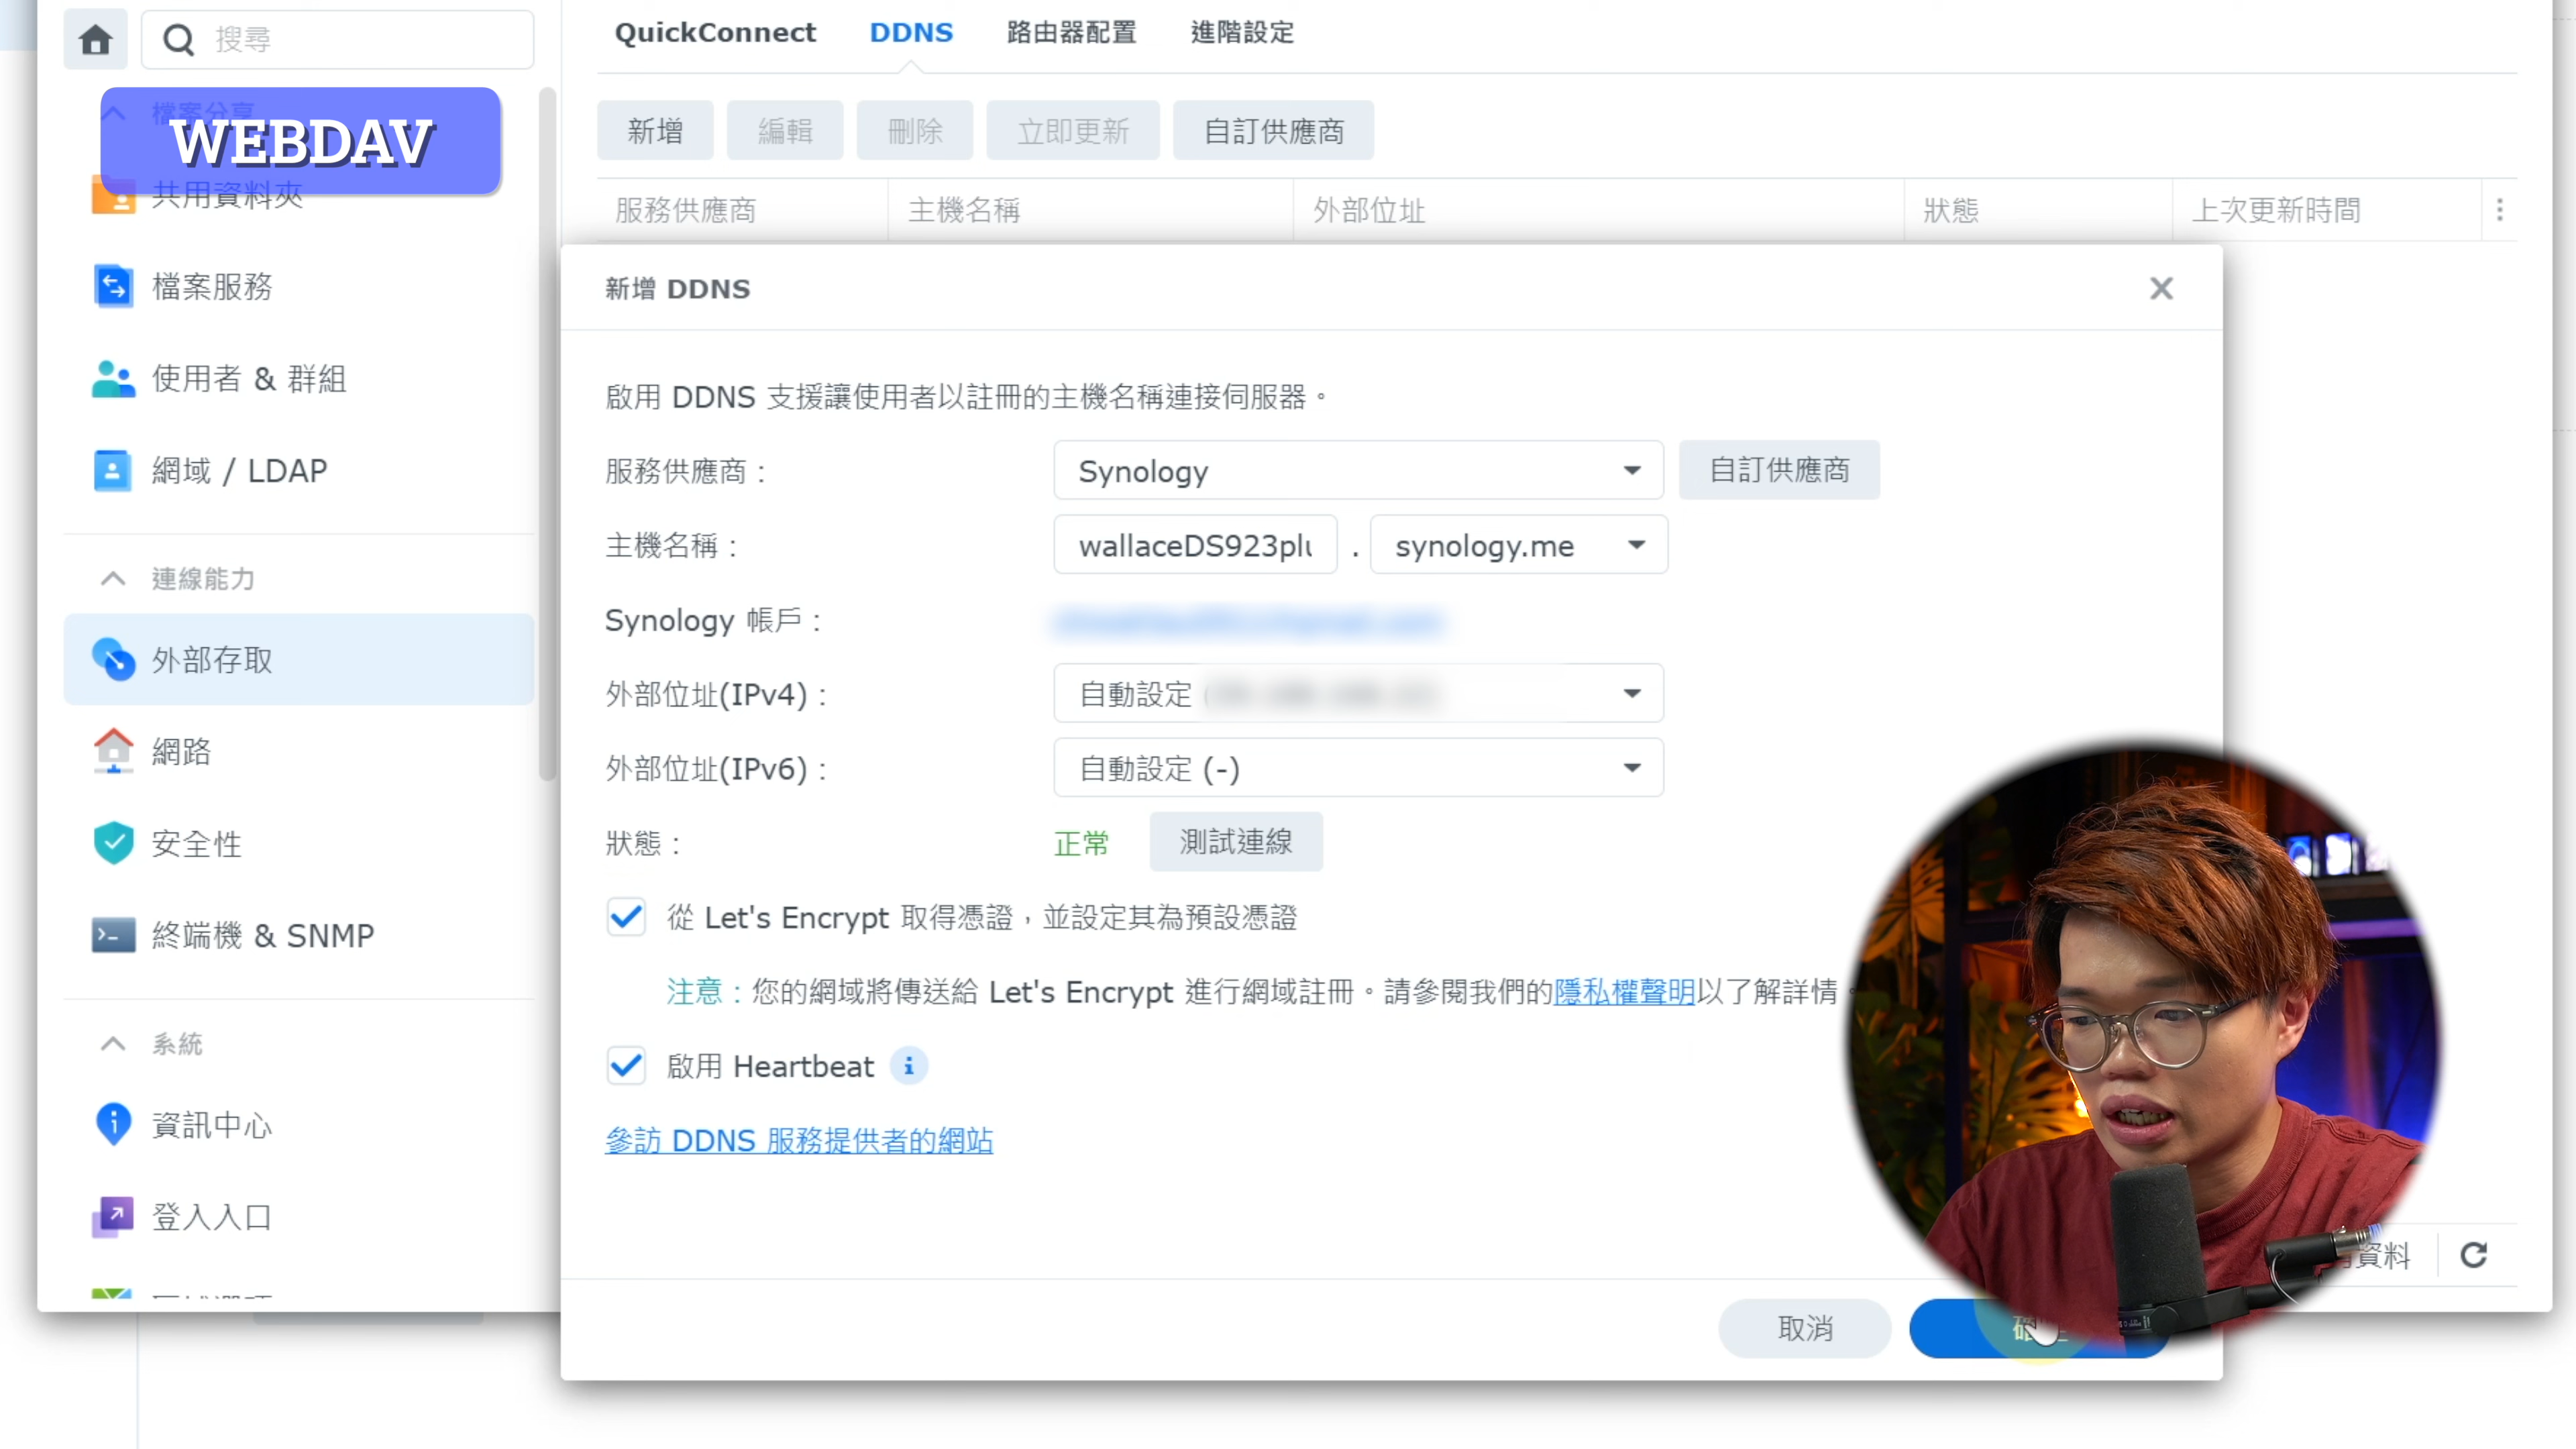 搜尋
檔案分享
WEBDAV
共用資料夾
檔案服務
使用者 & 群組
網域 / LDAP
連線能力
外部存取
網路
安全性
終端機 & SNMP
系統
資訊中心
登入入口
QuickConnect DDNS 路由器配置 進階設定
新增 編輯 刪除 立即更新 自訂供應商
服務供應商 主機名稱 外部位址 狀態 上次更新時間
新增 DDNS
啟用 DDNS 支援讓使用者以註冊的主機名稱連接伺服器。
服務供應商： Synology 自訂供應商
主機名稱： wallaceDS923plu . synology.me
Synology 帳戶：
外部位址(IPv4)： 自動設定
外部位址(IPv6)： 自動設定 (-)
狀態： 正常 測試連線
從 Let's Encrypt 取得憑證，並設定其為預設憑證
注意：您的網域將傳送給 Let's Encrypt 進行網域註冊。請參閱我們的隱私權聲明以了解詳情。
啟用 Heartbeat
參訪 DDNS 服務提供者的網站
資料
取消